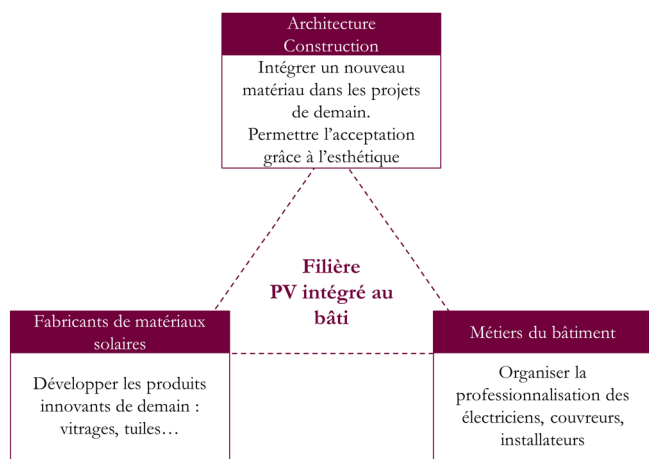 Architecture
Construction
Intégrer un nouveau
matériau dans les projets
de demain.
Permettre l’acceptation
grâce à l’esthétique
Filière
PV intégré au
bâti
Fabricants de matériaux
solaires
Développer les produits
innovants de demain :
vitrages, tuiles…
Métiers du bâtiment
Organiser la
professionnalisation des
électriciens, couvreurs,
installateurs